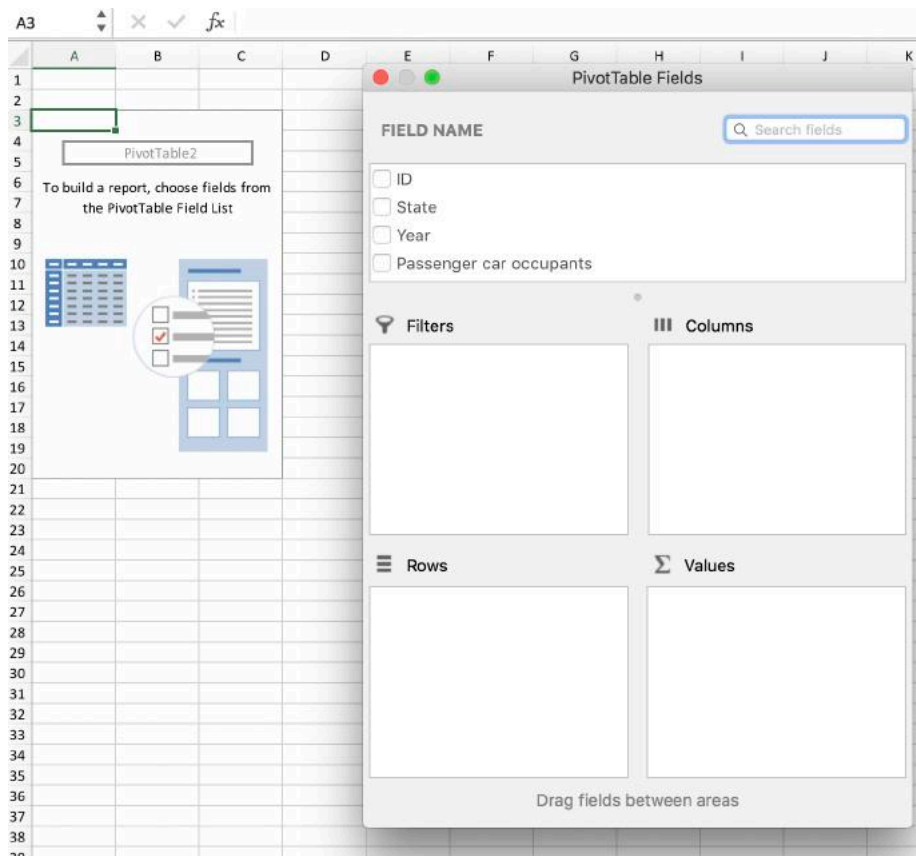 A3 fx
A B C D E F G H I J K
PivotTable Fields
FIELD NAME
Search fields
ID
State
Year
Passenger car occupants
Filters
Columns
Rows
Values
Drag fields between areas
PivotTable2
To build a report, choose fields from
the PivotTable Field List
1
2
3
4
5
6
7
8
9
10
11
12
13
14
15
16
17
18
19
20
21
22
23
24
25
26
27
28
29
30
31
32
33
34
35
36
37
38